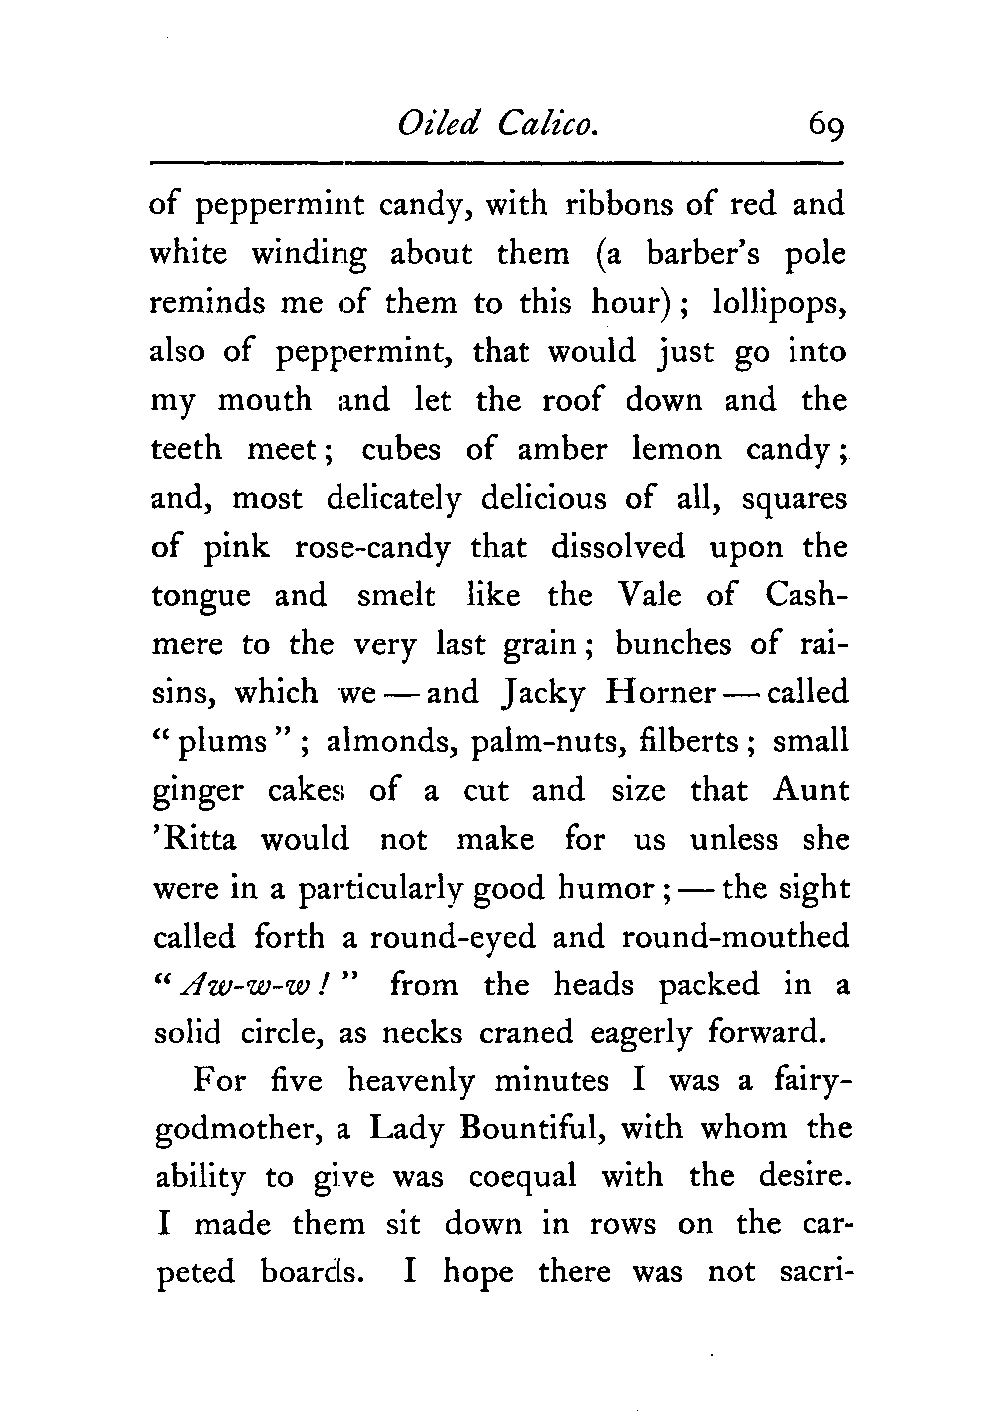 Oiled Calico. 69
of peppermint candy, with ribbons of red and
white winding about them (a barber's pole
reminds me of them to this hour) ; lollipops,
also of peppermint, that would just go into
my mouth and let the roof down and the
teeth meet ; cubes of amber lemon candy ;
and, most delicately delicious of all, squares
of pink rose-candy that dissolved upon the
tongue and smelt like the Vale of Cash-
mere to the very last grain ; bunches of rai-
sins, which we — and Jacky Horner — called
“ plums ” ; almonds, palm-nuts, filberts ; small
ginger cakes of a cut and size that Aunt
’Ritta would not make for us unless she
were in a particularly good humor ; — the sight
called forth a round-eyed and round-mouthed
“ Aw-w-w ! ” from the heads packed in a
solid circle, as necks craned eagerly forward.
For five heavenly minutes I was a fairy-
godmother, a Lady Bountiful, with whom the
ability to give was coequal with the desire.
I made them sit down in rows on the car-
peted boards. I hope there was not sacri-